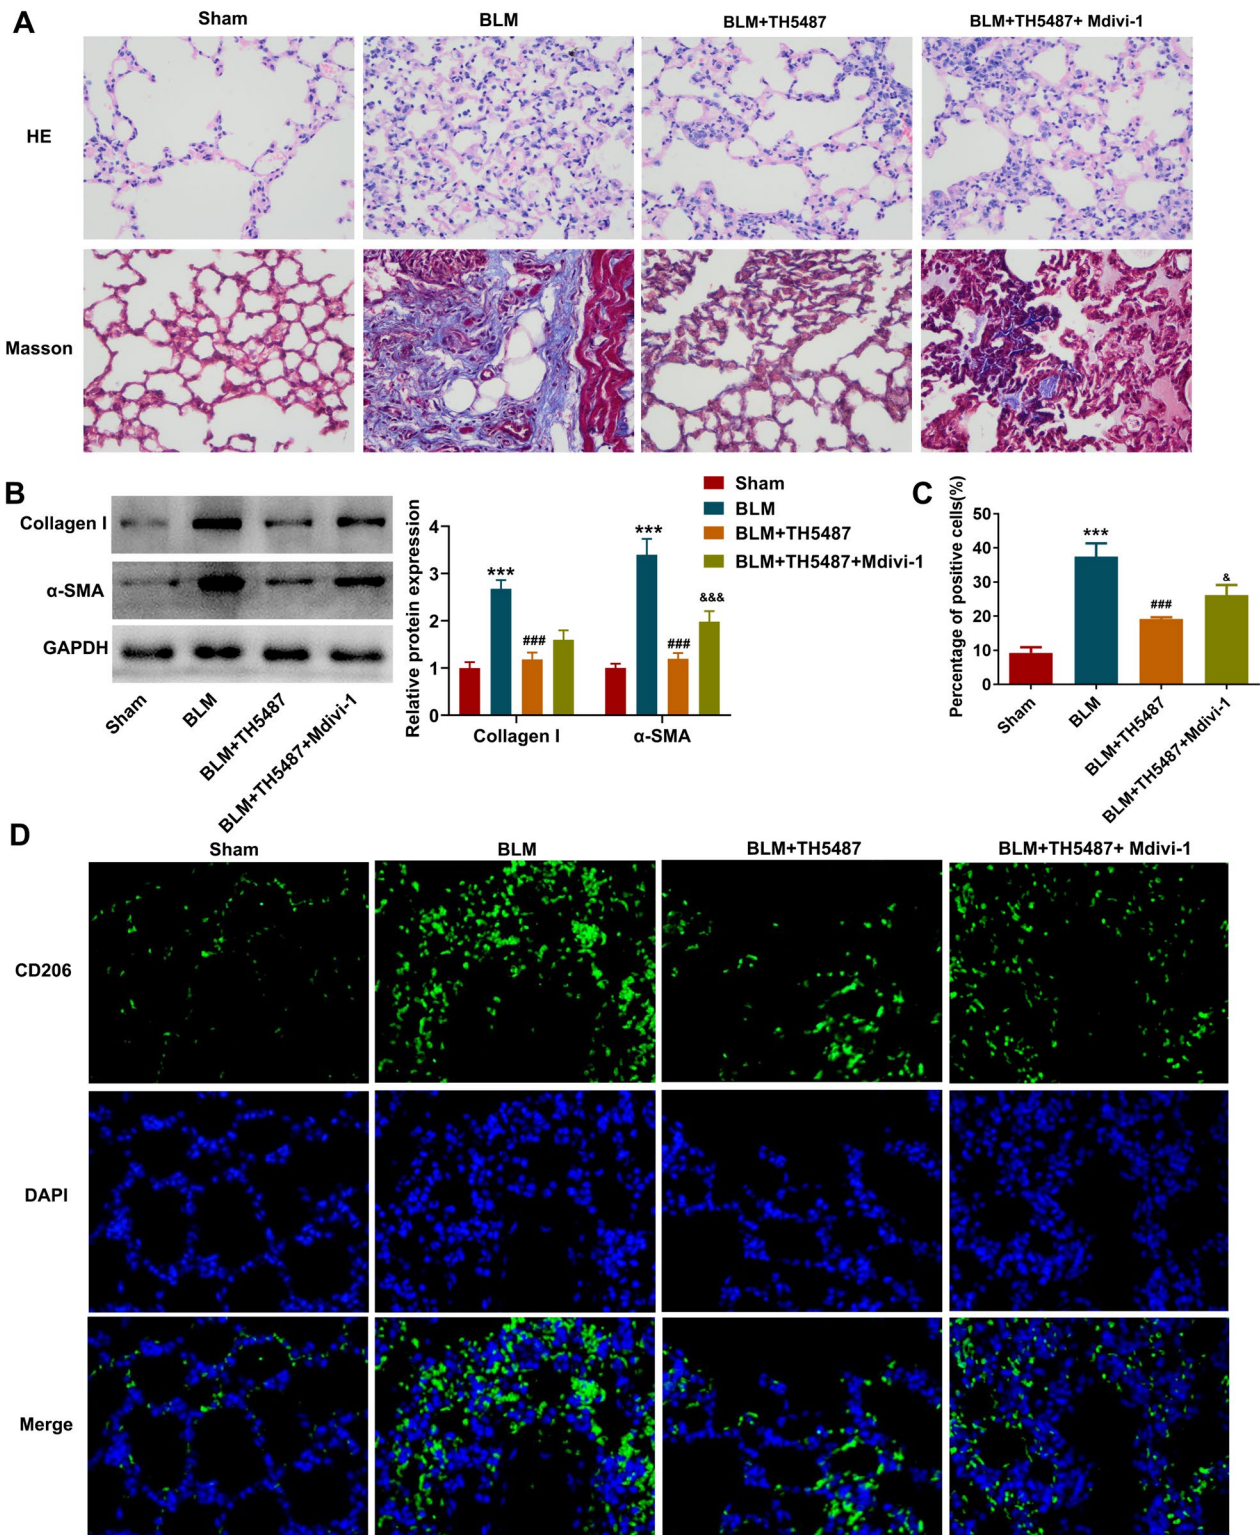 A
Sham
BLM
BLM+TH5487
BLM+TH5487+ Mdivi-1
HE
Masson
B
Collagen I
α-SMA
GAPDH
Sham
BLM
BLM+TH5487
BLM+TH5487+Mdivi-1
Relative protein expression
4
3
2
1
0
***
###
***
###
&&&
Collagen I
α-SMA
Sham
BLM
BLM+TH5487
BLM+TH5487+Mdivi-1
C
Percentage of positive cells(%)
50
40
30
20
10
0
***
###
&
Sham
BLM
BLM+TH5487
BLM+TH5487+Mdivi-1
D
Sham
BLM
BLM+TH5487
BLM+TH5487+ Mdivi-1
CD206
DAPI
Merge